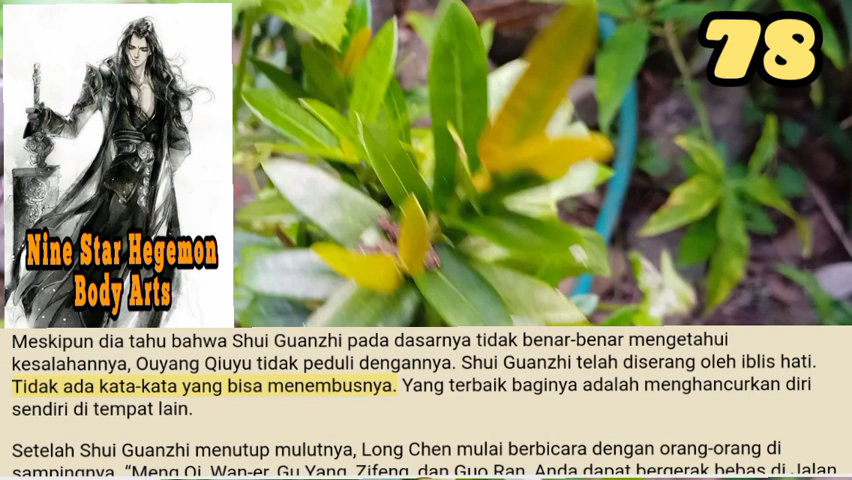 78
Nine Star Hegemon
Body Arts
Meskipun dia tahu bahwa Shui Guanzhi pada dasarnya tidak benar-benar mengetahui
kesalahannya, Ouyang Qiuyu tidak peduli dengannya. Shui Guanzhi telah diserang oleh iblis hati.
Tidak ada kata-kata yang bisa menembusnya. Yang terbaik baginya adalah menghancurkan diri
sendiri di tempat lain.
Setelah Shui Guanzhi menutup mulutnya, Long Chen mulai berbicara dengan orang-orang di
sampingnya. “Meng Qi, Wan-er, Gu Yang, Zifeng, dan Guo Ran. Anda dapat bergerak bebas di Jalan